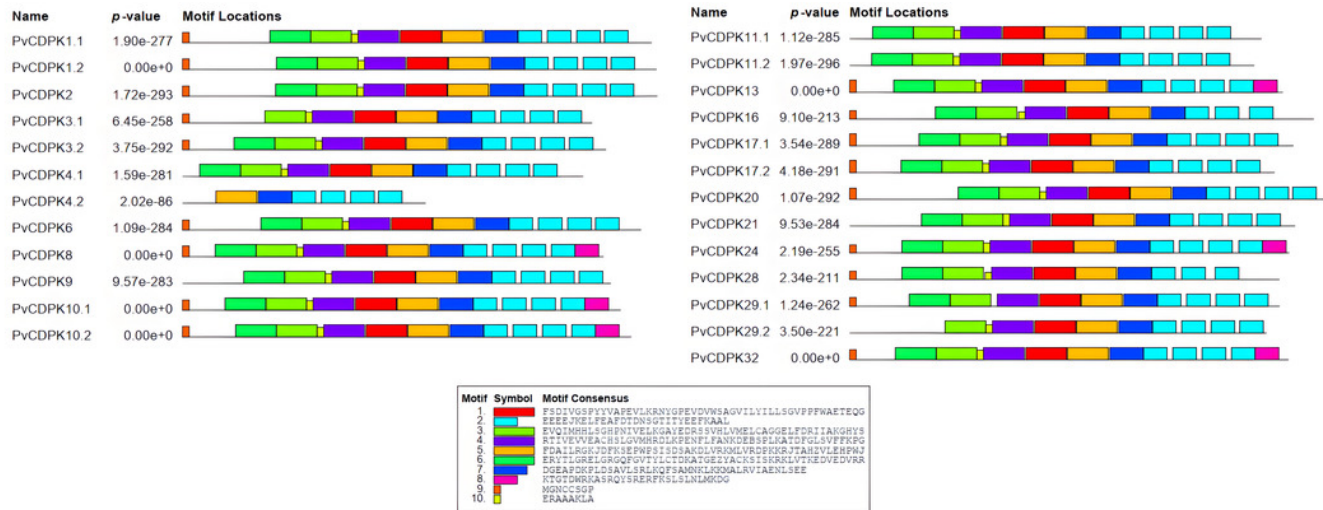 Name p-value Motif Locations
PvCDPK1.1 1.90e-277
PvCDPK1.2 0.00e+0
PvCDPK2 1.72e-293
PvCDPK3.1 6.45e-258
PvCDPK3.2 3.75e-292
PvCDPK4.1 1.59e-281
PvCDPK4.2 2.02e-86
PvCDPK6 1.09e-284
PvCDPK8 0.00e+0
PvCDPK9 9.57e-283
PvCDPK10.1 0.00e+0
PvCDPK10.2 0.00e+0
Name p-value Motif Locations
PvCDPK11.1 1.12e-285
PvCDPK11.2 1.97e-296
PvCDPK13 0.00e+0
PvCDPK16 9.10e-213
PvCDPK17.1 3.54e-289
PvCDPK17.2 4.18e-291
PvCDPK20 1.07e-292
PvCDPK21 9.53e-284
PvCDPK24 2.19e-255
PvCDPK28 2.34e-211
PvCDPK29.1 1.24e-262
PvCDPK29.2 3.50e-221
PvCDPK32 0.00e+0
Motif Symbol Motif Consensus
1. FSDIVGSPYYVAPEVLKRNYGPEVDVWSAGVILYILLSGVPPFWAETEQG
2. EEEEJKELFEAFDTDNSGTITYEEFKAAL
3. EVQIMHHLSGHPNIVELKGAYEDRSSVHLVMELCAGGELFDRIIAKGHYS
4. RTIVEVVEACHSLGVMHRDLKPENFLFANKDEBSPLKATDFGLSVFFKPG
5. FDAILRGKJDFKSEPWPSISDSAKDLVRKMLVRDPKKRJTAHZVLEHPWJ
6. ERYTLGRELGRGQFGVTYLCTDKATGEZYACKSISKRKLVTKEDVEDVRR
7. DGEAPDKPLDSAVLSRLKQFSAMNKLKKMALRVIAENLSEE
8. KTGTDWRKASRQYSRERFKSLSLNLMKDG
9. MGNCCSGP
10. ERAAAKLA